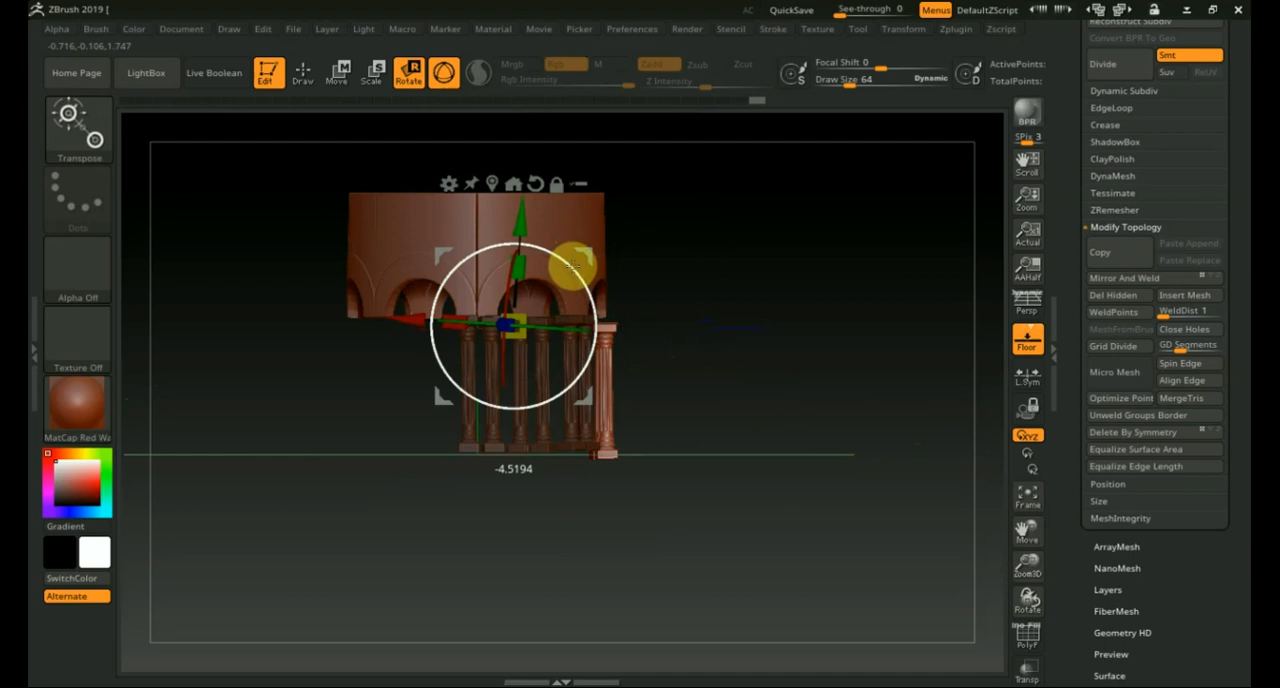 ZBrush 2019 [
AC QuickSave See-through 0 Menus DefaultZScript
Alpha Brush Color Document Draw Edit File Layer Light Macro Marker Material Movie Picker Preferences Render Stencil Stroke Texture Tool Transform Zplugin Zscript
-0.716,-0.106,1.747
Home Page LightBox Live Boolean Edit Draw Move Scale Rotate
Mrgb Rgb M Zadd Zsub Zcut
Rgb Intensity Z Intensity
Focal Shift 0
Draw Size 64 Dynamic
ActivePoints:
TotalPoints:
Transpose
Dots
Alpha Off
Texture Off
MatCap Red Wa
Gradient
SwitchColor
Alternate
-4.5194
BPR
SPix 3
Scroll
Zoom
Actual
AAHalf
Dynamic
Persp
Floor
L.Sym
XYZ
Frame
Move
Zoom3D
Rotate
PolyF
Transp
Reconstruct Subdiv
Convert BPR To Geo
Divide Smt
Suv ReUV
Dynamic Subdiv
EdgeLoop
Crease
ShadowBox
ClayPolish
DynaMesh
Tessimate
ZRemesher
Modify Topology
Copy Paste Append
Paste Replace
Mirror And Weld
Del Hidden Insert Mesh
WeldPoints WeldDist 1
MeshFromBrus Close Holes
Grid Divide GD Segments
Micro Mesh Spin Edge
Align Edge
Optimize Point MergeTris
Unweld Groups Border
Delete By Symmetry
Equalize Surface Area
Equalize Edge Length
Position
Size
MeshIntegrity
ArrayMesh
NanoMesh
Layers
FiberMesh
Geometry HD
Preview
Surface